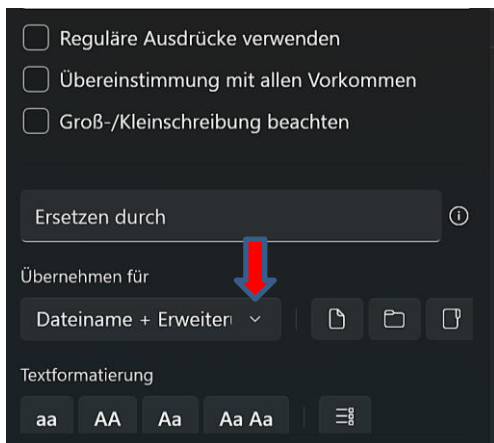 Reguläre Ausdrücke verwenden
Übereinstimmung mit allen Vorkommen
Groß-/Kleinschreibung beachten
Ersetzen durch
Übernehmen für
Dateiname + Erweiter
Textformatierung
aa AA Aa Aa Aa